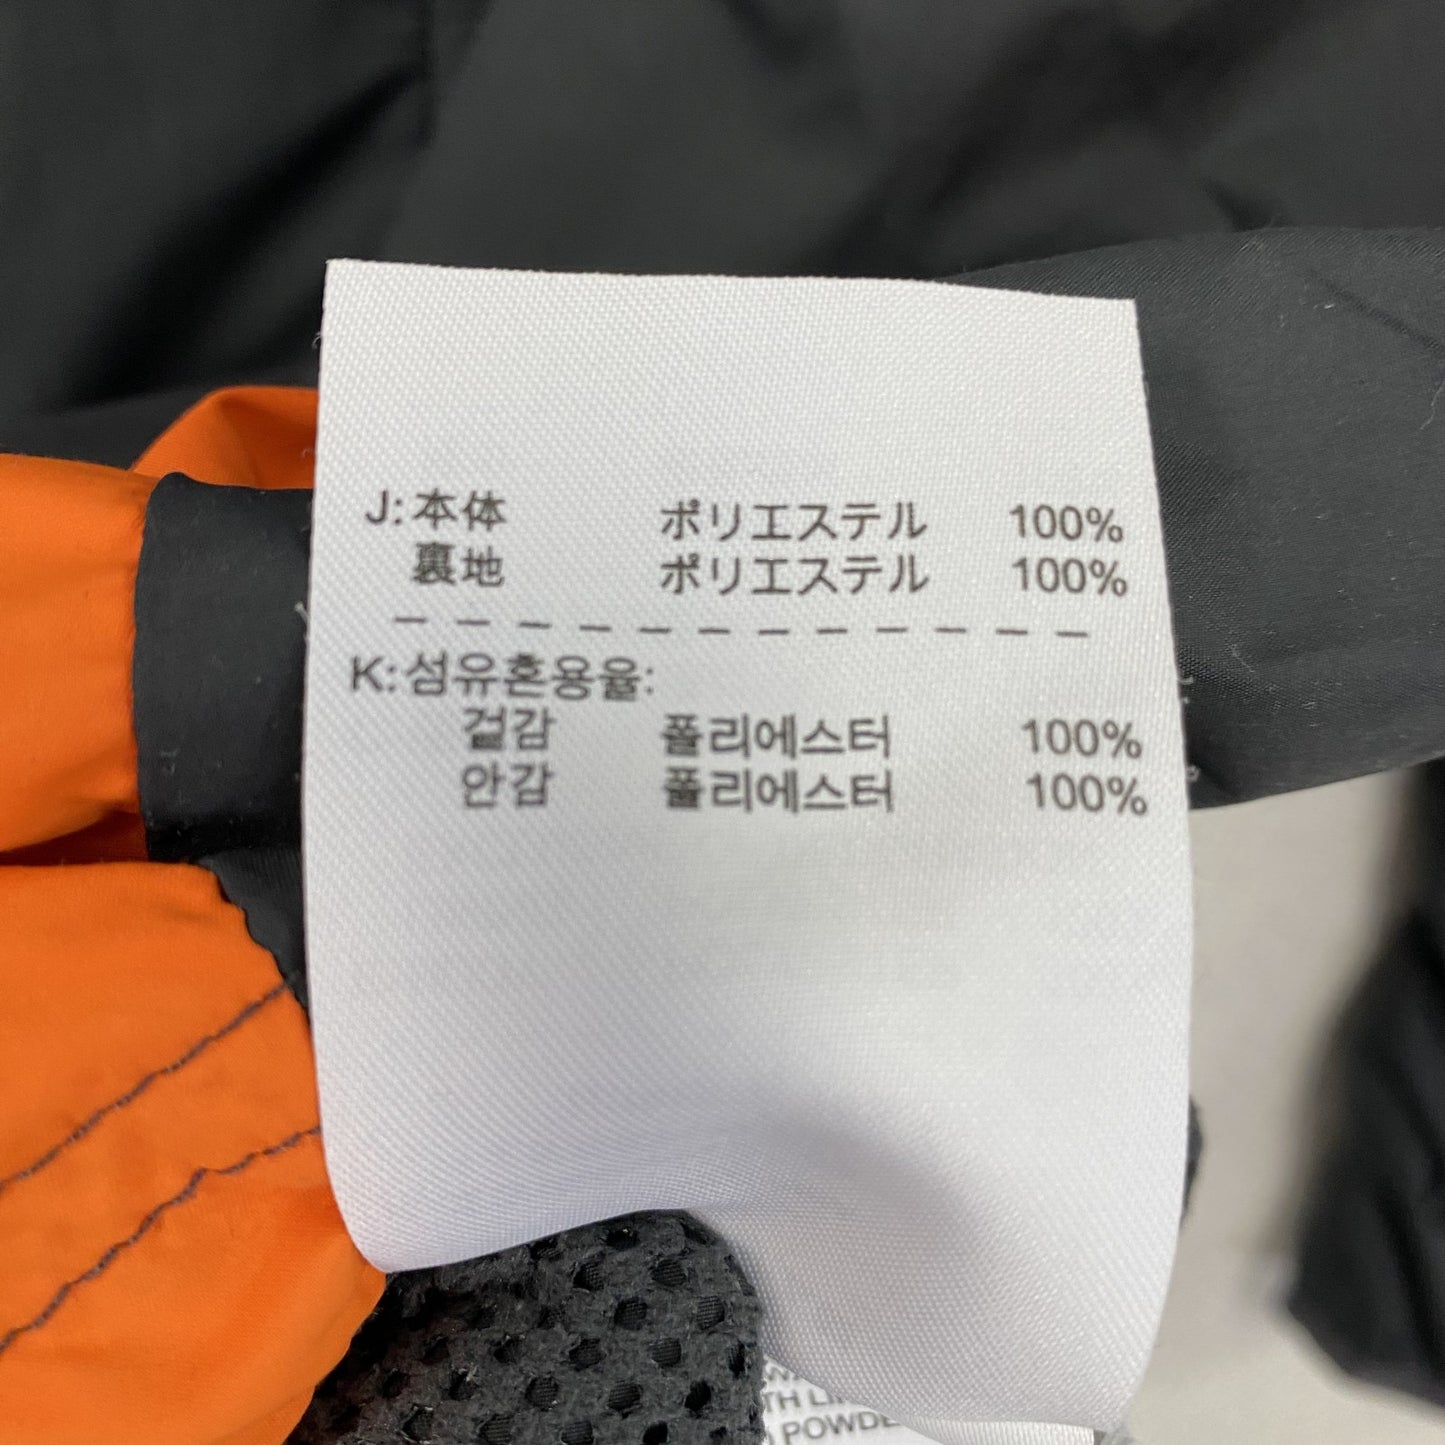 J:本体 ポリエステル 100%
裏地 ポリエステル 100%
K:섬유혼용율:
겉감 폴리에스터 100%
안감 폴리에스터 100%
TH
POWDE